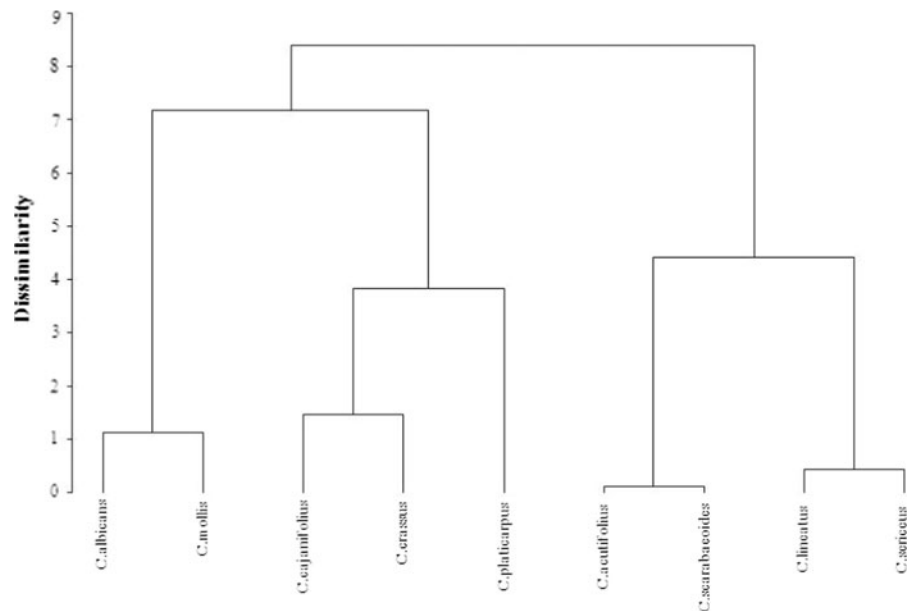 9
8
7
6
5
4
3
2
1
0
Dissimilarity
C.albicans
C.mollis
C.cajanifolius
C.crassus
C.platicarpus
C.acutifolius
C.scarabaeoides
C.lineatus
C.sericeus